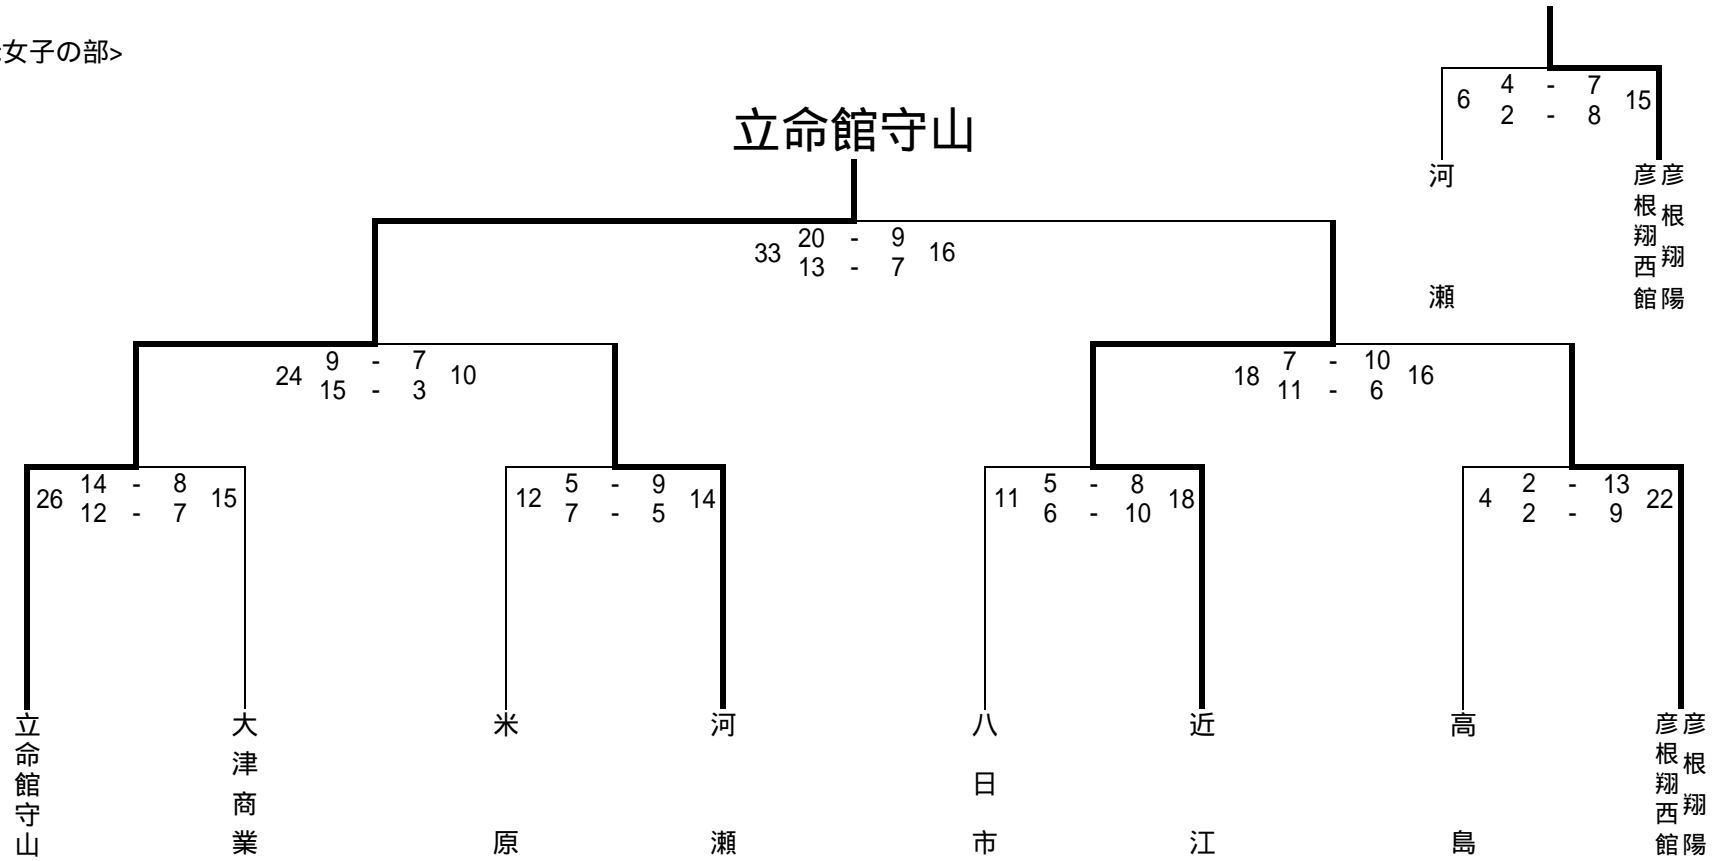 女子の部>
4 - 7
6 15
2 - 8
河瀬
彦根翔西館
彦根翔陽
立命館守山
20 - 9
33 16
13 - 7
9 - 7
24 10
15 - 3
7 - 10
18 16
11 - 6
14 - 8
26 15
12 - 7
5 - 9
12 14
7 - 5
5 - 8
11 18
6 - 10
2 - 13
4 22
2 - 9
立命館守山
大津商業
米原
河瀬
八日市
近江
高島
彦根翔西館
彦根翔陽